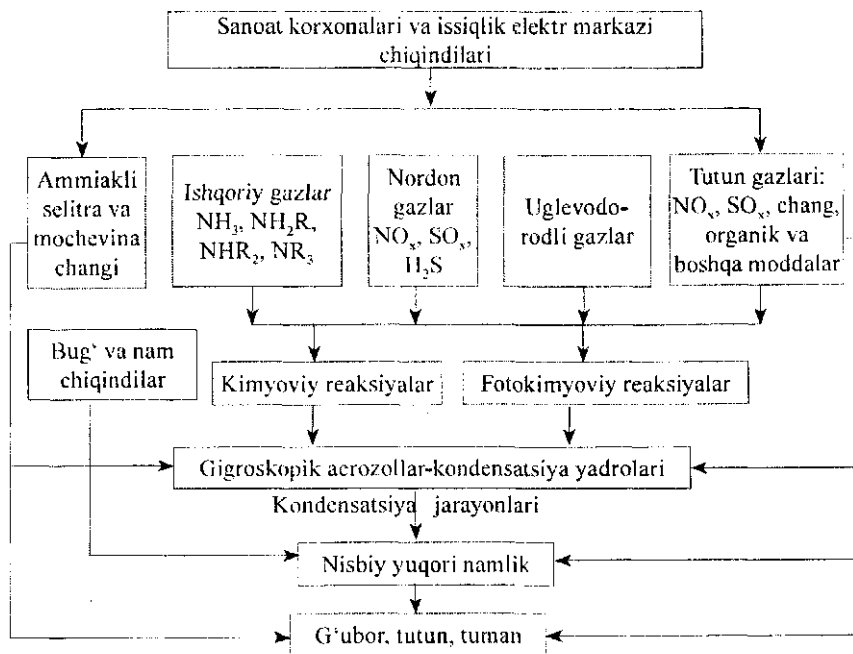 Sanoat korxonalari va issiqlik elektr markazi
chiqindilari
Ammiakli
selitra va
mochevina
changi
Ishqoriy gazlar
NH₃, NH₂R,
NHR₂, NR₃
Nordon
gazlar
NOₓ, SOₓ,
H₂S
Uglevodo-
rodli gazlar
Tutun gazlari:
NOₓ, SOₓ, chang,
organik va
boshqa moddalar
Bug‘ va nam
chiqindilar
Kimyoviy reaksiyalar
Fotokimyoviy reaksiyalar
Gigroskopik aerozollar-kondensatsiya yadrolari
Kondensatsiya jarayonlari
Nisbiy yuqori namlik
G‘ubor, tutun, tuman